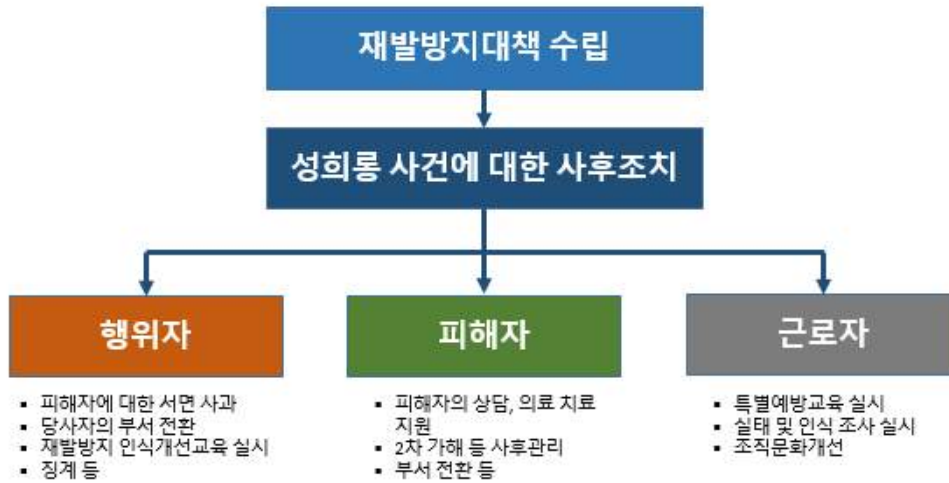 재발방지대책 수립
성희롱 사건에 대한 사후조치
행위자
▪ 피해자에 대한 서면 사과
▪ 당사자의 부서 전환
▪ 재발방지 인식개선교육 실시
▪ 징계 등
피해자
▪ 피해자의 상담, 의료 치료
지원
▪ 2차 가해 등 사후관리
▪ 부서 전환 등
근로자
▪ 특별예방교육 실시
▪ 실태 및 인식 조사 실시
▪ 조직문화개선